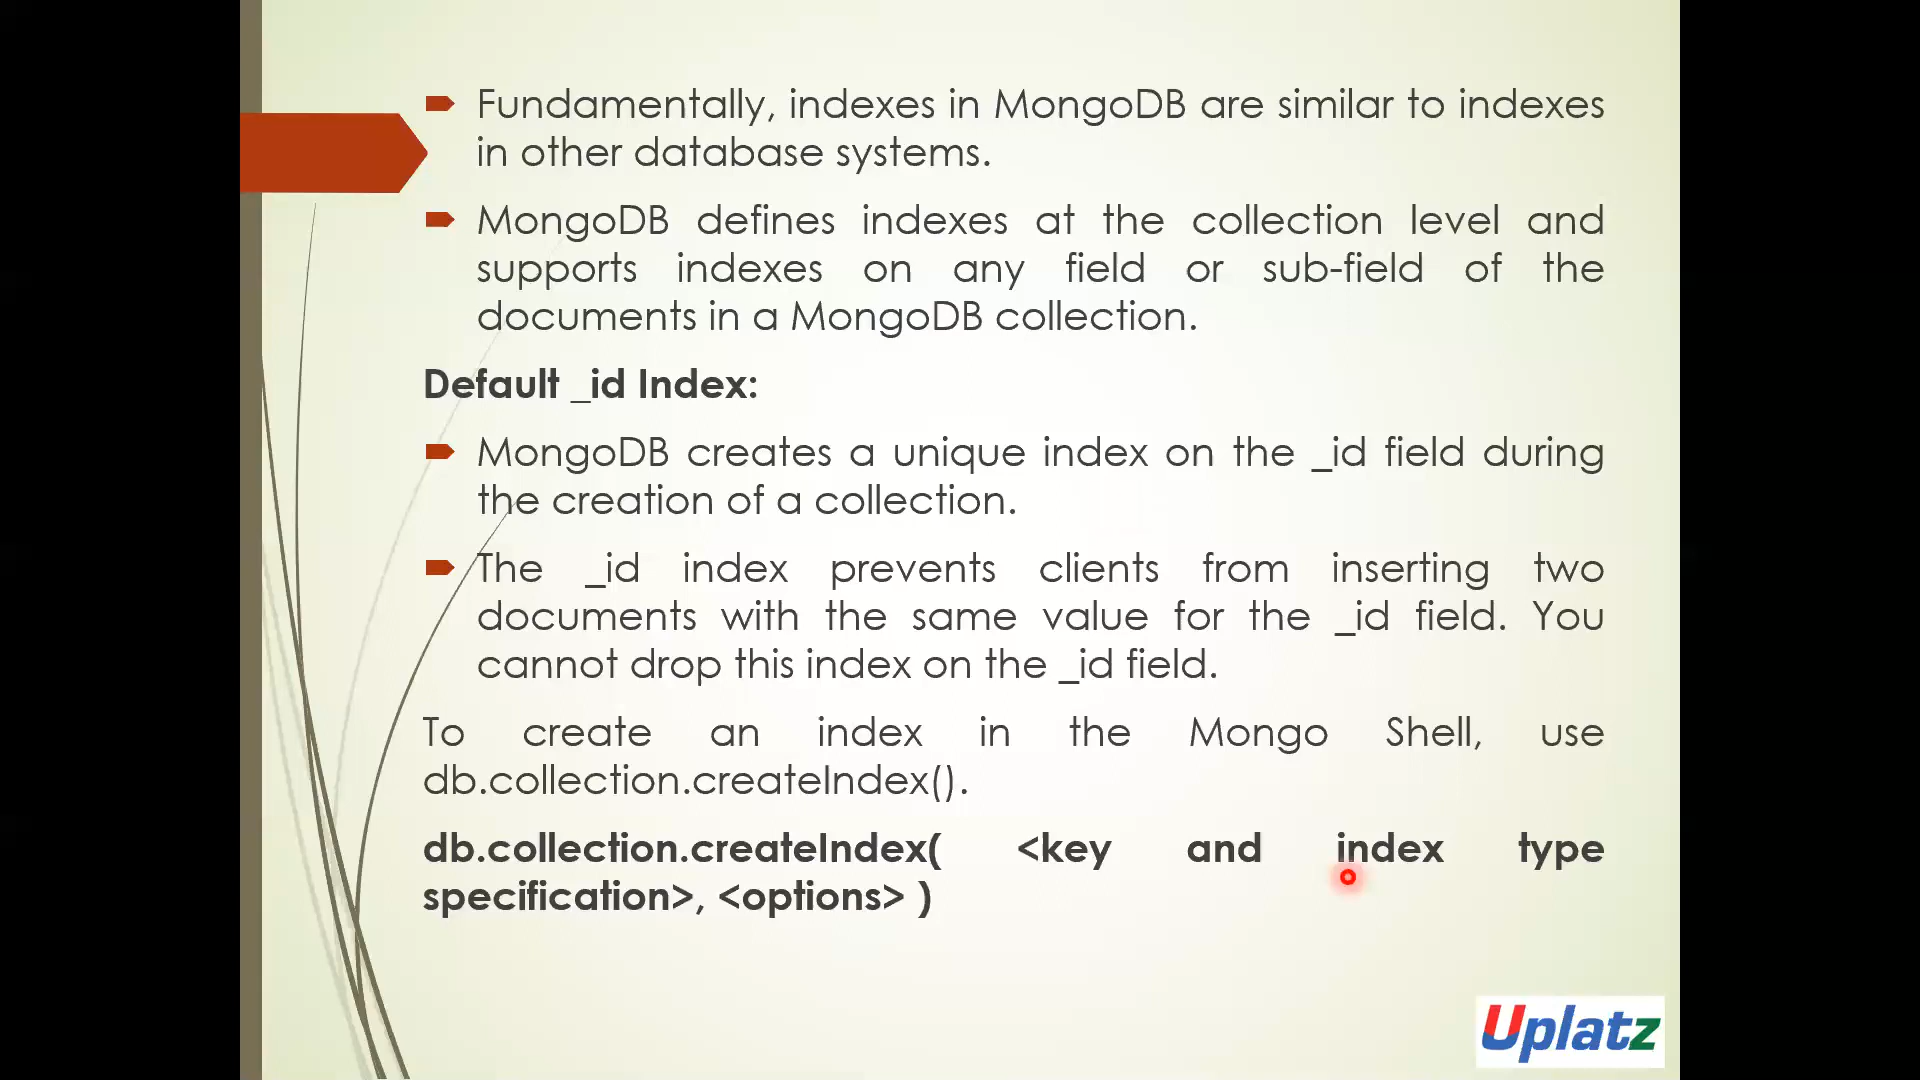 Fundamentally, indexes in MongoDB are similar to indexes
in other database systems.
MongoDB defines indexes at the collection level and
supports indexes on any field or sub-field of the
documents in a MongoDB collection.
Default _id Index:
MongoDB creates a unique index on the _id field during
the creation of a collection.
The _id index prevents clients from inserting two
documents with the same value for the _id field. You
cannot drop this index on the _id field.
To create an index in the Mongo Shell, use
db.collection.createIndex().
db.collection.createIndex( <key and index type
specification>, <options> )
Uplatz